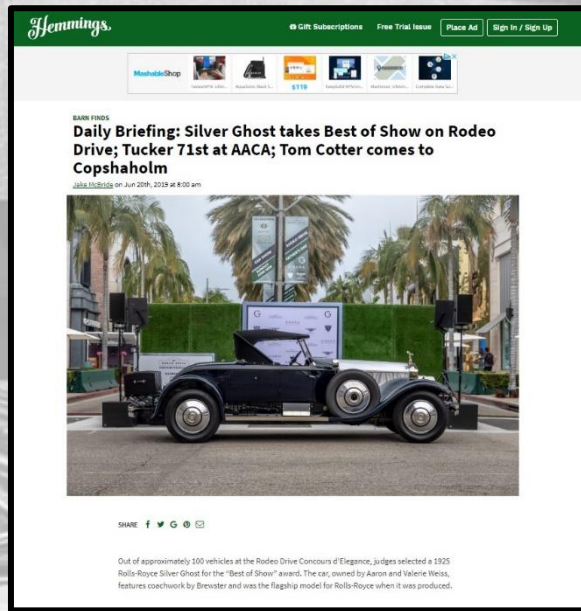 Hemmings.
Gift Subscriptions Free Trial Issue Place Ad Sign In / Sign Up
MashableShop
$119
BARN FINDS
Daily Briefing: Silver Ghost takes Best of Show on Rodeo
Drive; Tucker 71st at AACA; Tom Cotter comes to
Copshaholm
Jake McBride on Jun 20th, 2019 at 8:00 am
SHARE
Out of approximately 100 vehicles at the Rodeo Drive Concours d'Elegance, judges selected a 1925
Rolls-Royce Silver Ghost for the "Best of Show" award. The car, owned by Aaron and Valerie Weiss,
features coachwork by Brewster and was the flagship model for Rolls-Royce when it was produced.